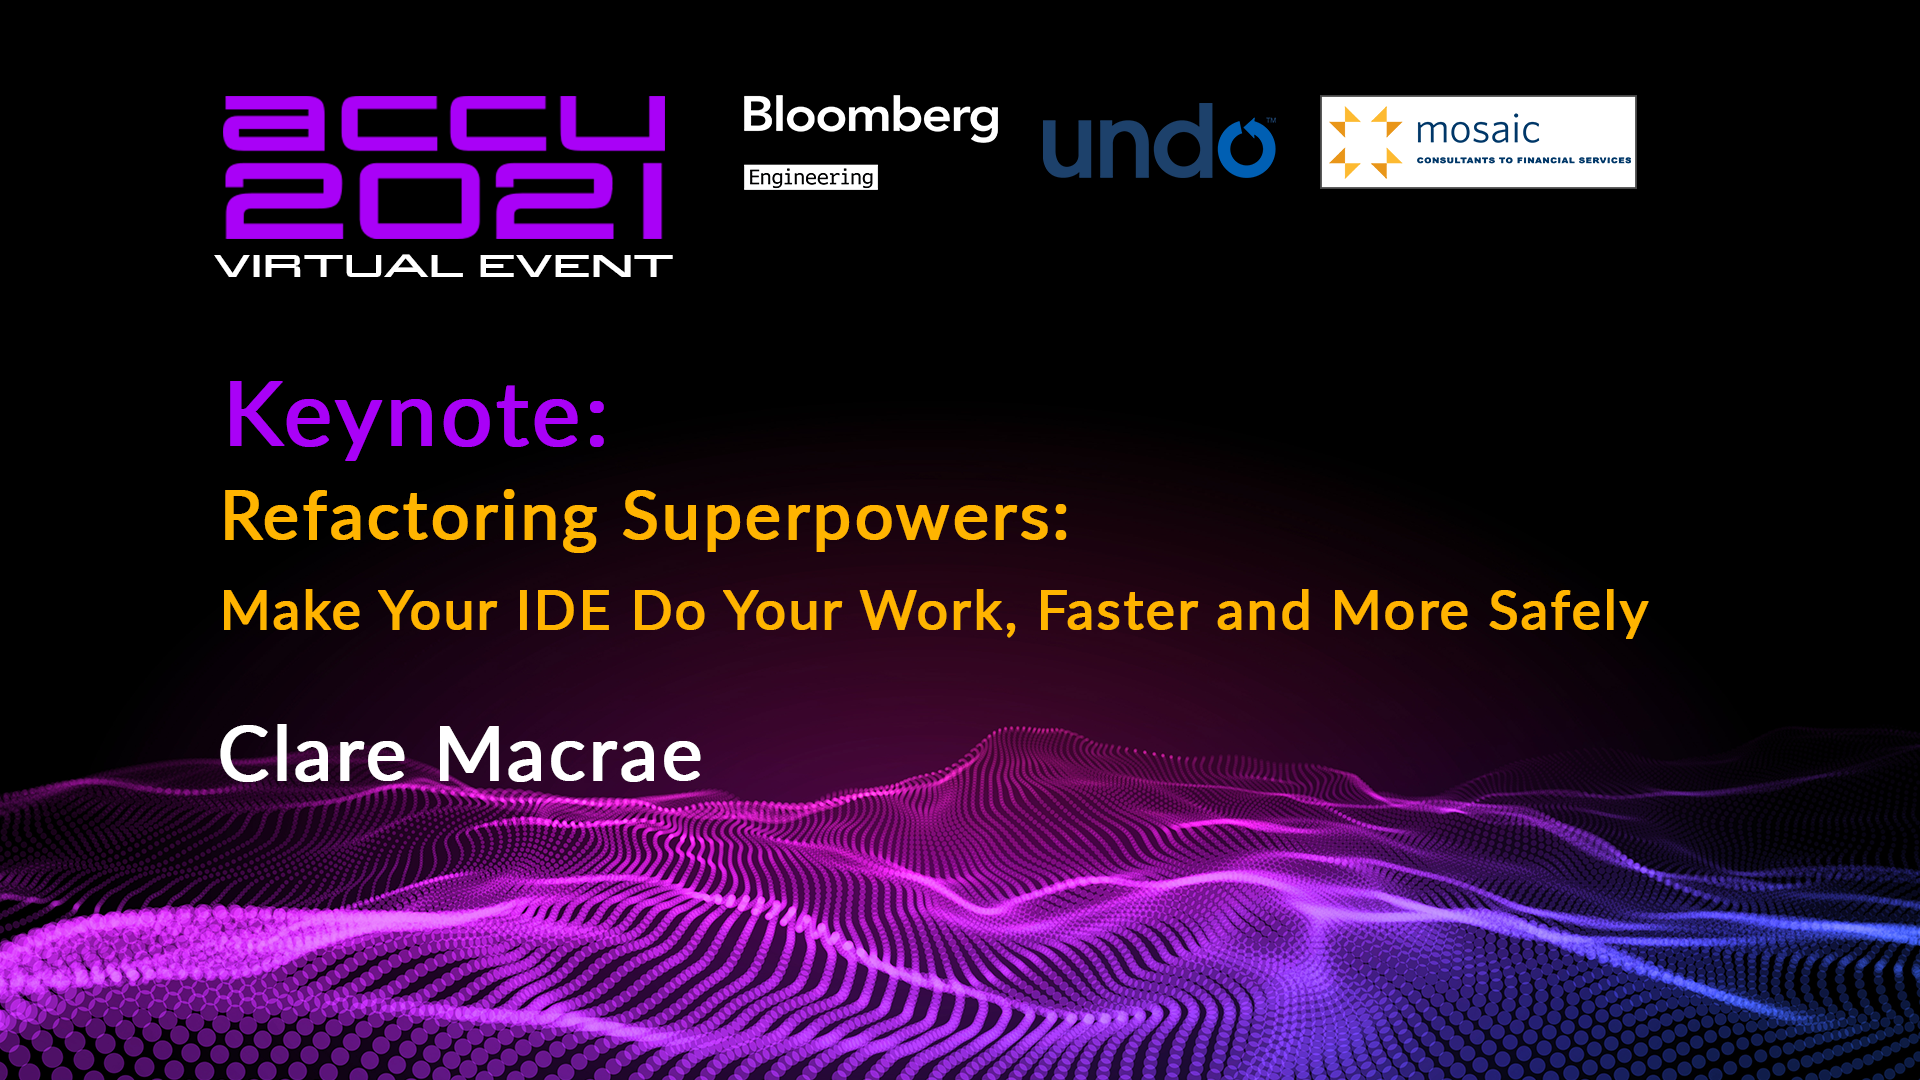 accu
2021
VIRTUAL EVENT
Bloomberg
Engineering
undo™
mosaic
CONSULTANTS TO FINANCIAL SERVICES
Keynote:
Refactoring Superpowers:
Make Your IDE Do Your Work, Faster and More Safely
Clare Macrae